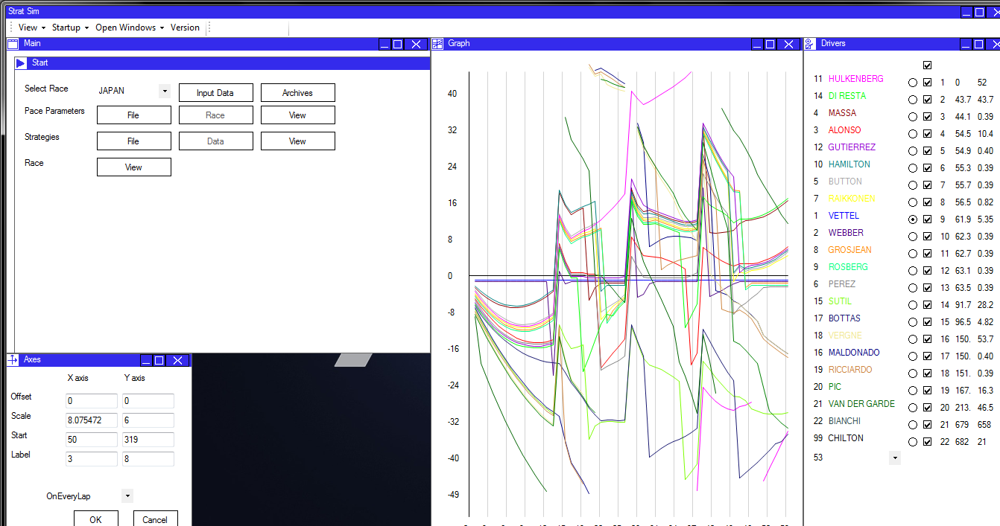 Strat Sim
View Startup Open Windows Version
Main
Start
Select Race JAPAN Input Data Archives
Pace Parameters File Race View
Strategies File Data View
Race View
Axes
X axis Y axis
Offset 0 0
Scale 8.075472 6
Start 50 319
Label 3 8
OnEveryLap
OK Cancel
Graph
40
32
24
16
8
0
-8
-16
-24
-32
-40
-49
Drivers
11 HULKENBERG 1 0 52
14 DI RESTA 2 43.7 43.7
4 MASSA 3 44.1 0.39
3 ALONSO 4 54.5 10.4
12 GUTIERREZ 5 54.9 0.40
10 HAMILTON 6 55.3 0.39
5 BUTTON 7 55.7 0.39
7 RAIKKONEN 8 56.5 0.82
1 VETTEL 9 61.9 5.35
2 WEBBER 10 62.3 0.39
8 GROSJEAN 11 62.7 0.39
9 ROSBERG 12 63.1 0.39
6 PEREZ 13 63.5 0.39
15 SUTIL 14 91.7 28.2
17 BOTTAS 15 96.5 4.82
18 VERGNE 16 150. 53.7
16 MALDONADO 17 150. 0.40
19 RICCIARDO 18 151. 0.39
20 PIC 19 167. 16.3
21 VAN DER GARDE 20 213. 46.5
22 BIANCHI 21 679 658
99 CHILTON 22 682 21
53